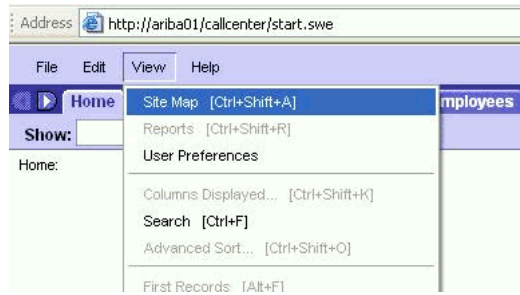 Address http://ariba01/callcenter/start.swe
File Edit View Help
Home mployees
Site Map [Ctrl+Shift+A]
Show:
Reports [Ctrl+Shift+R]
Home:
User Preferences
Columns Displayed... [Ctrl+Shift+K]
Search [Ctrl+F]
Advanced Sort... [Ctrl+Shift+O]
First Records [Alt+F]